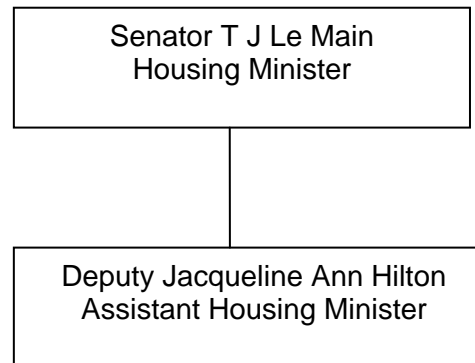 Senator T J Le Main
Housing Minister
Deputy Jacqueline Ann Hilton
Assistant Housing Minister